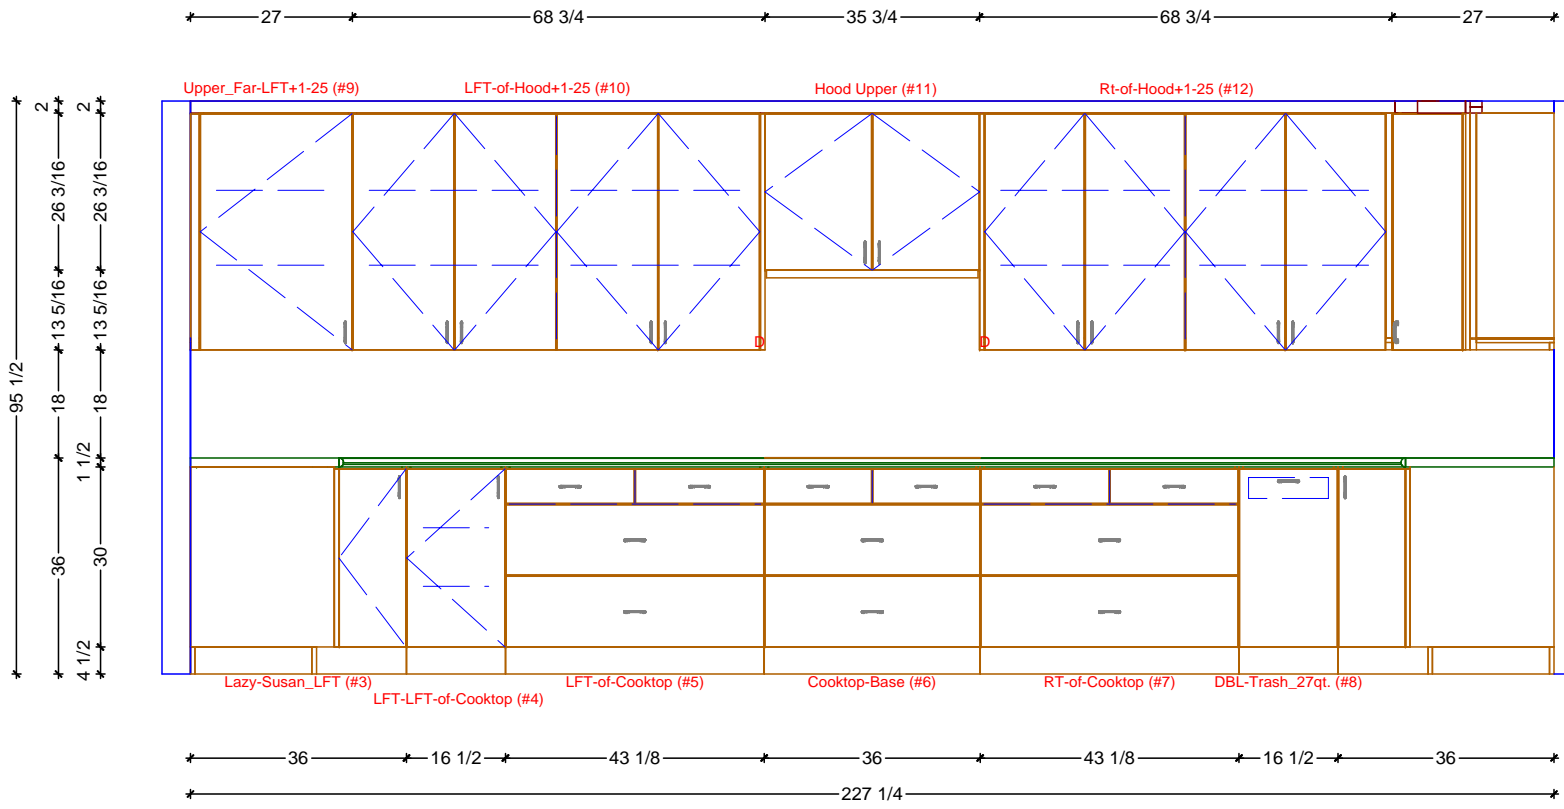 27 68 3/4 35 3/4 68 3/4 27
Upper_Far-LFT+1-25 (#9) LFT-of-Hood+1-25 (#10) Hood Upper (#11) Rt-of-Hood+1-25 (#12)
2 2
26 3/16 26 3/16
13 5/16 13 5/16
D D
95 1/2
18 18
1 1/2
36 30
4 1/2
Lazy-Susan_LFT (#3) LFT-of-Cooktop (#5) Cooktop-Base (#6) RT-of-Cooktop (#7) DBL-Trash_27qt. (#8)
LFT-LFT-of-Cooktop (#4)
36 16 1/2 43 1/8 36 43 1/8 16 1/2 36
227 1/4